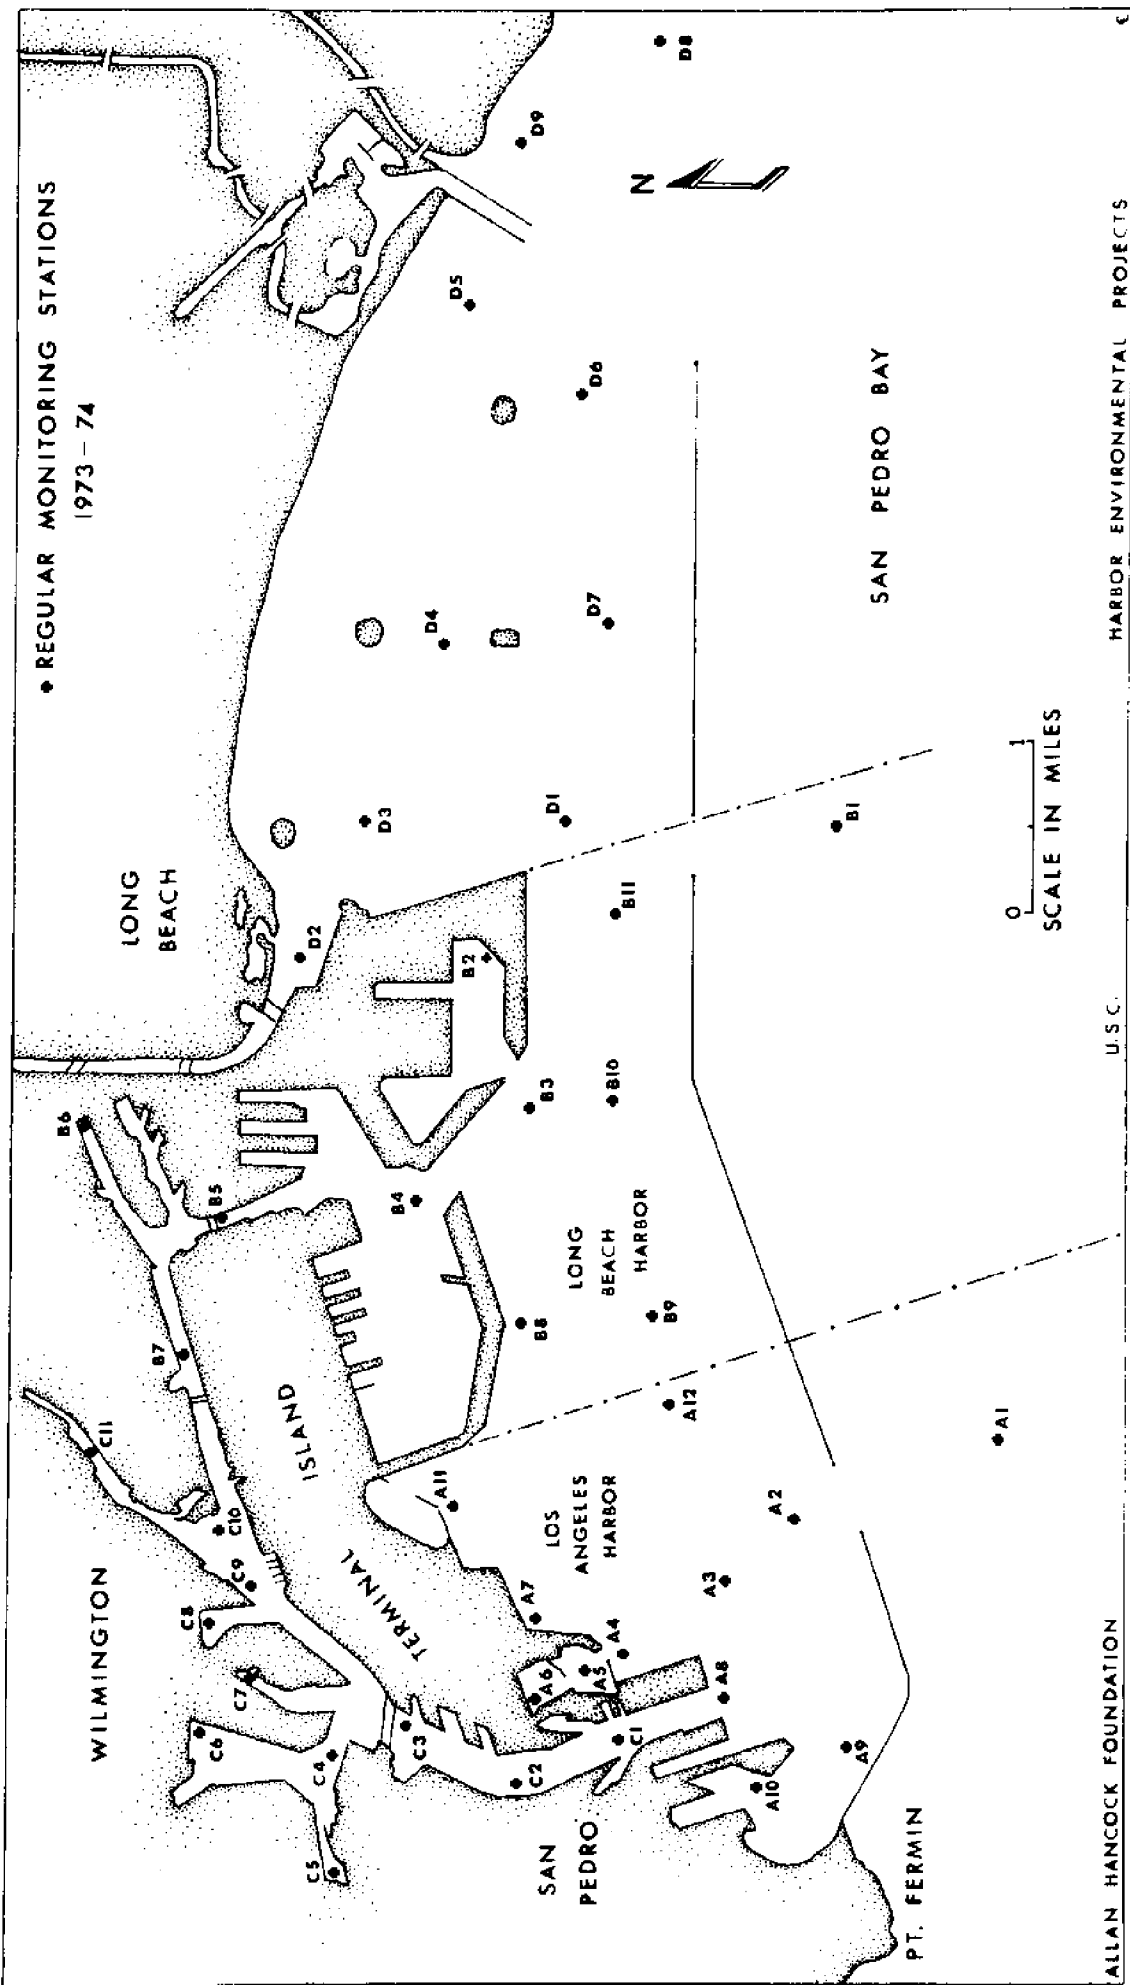 REGULAR MONITORING STATIONS
1973–74
WILMINGTON
LONG
BEACH
C5
C6
C7
C8
C9
C10
C11
B7
B6
B5
C4
C3
C2
C1
TERMINAL
ISLAND
B4
B2
B3
D2
D3
D4
D5
D9
D8
N
SAN
PEDRO
A6
A5
A4
A7
A11
LOS
ANGELES
HARBOR
LONG
BEACH
HARBOR
B8
B9
B10
B11
D1
D7
D6
A10
A9
A8
A3
A2
A12
A1
B1
PT. FERMIN
SAN PEDRO BAY
0 1
SCALE IN MILES
ALLAN HANCOCK FOUNDATION
U.S.C.
HARBOR ENVIRONMENTAL PROJECTS